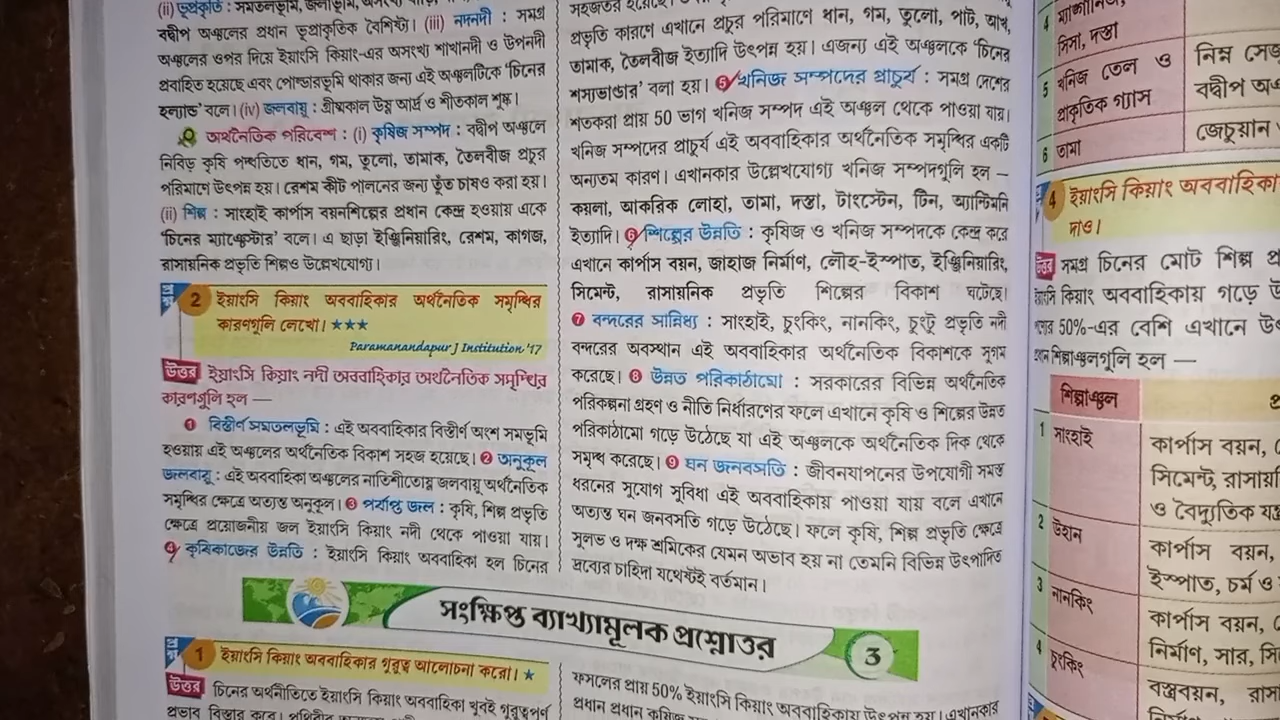 (ii) ভূপ্রকৃতি : সমতলভূমি, জলাভূমি,
বদ্বীপ অঞ্চলের প্রধান ভূপ্রাকৃতিক বৈশিষ্ট্য। (iii) নদনদী : সমগ্র
অঞ্চলের ওপর দিয়ে ইয়াংসি কিয়াং-এর অসংখ্য শাখানদী ও উপনদী
প্রবাহিত হয়েছে এবং পোল্ডারভূমি থাকার জন্য এই অঞ্চলটিকে ‘চিনের
হল্যান্ড’ বলে। (iv) জলবায়ু : গ্রীষ্মকাল উষ্ণ আর্দ্র ও শীতকাল শুষ্ক।
অর্থনৈতিক পরিবেশ : (i) কৃষিজ সম্পদ : বদ্বীপ অঞ্চলে
নিবিড় কৃষি পদ্ধতিতে ধান, গম, তুলো, তামাক, তৈলবীজ প্রচুর
পরিমাণে উৎপন্ন হয়। রেশম কীট পালনের জন্য তুঁত চাষও করা হয়।
(ii) শিল্প : সাংহাই কার্পাস বয়নশিল্পের প্রধান কেন্দ্র হওয়ায় একে
‘চিনের ম্যাঞ্চেস্টার’ বলে। এ ছাড়া ইঞ্জিনিয়ারিং, রেশম, কাগজ,
রাসায়নিক প্রভৃতি শিল্পও উল্লেখযোগ্য।
প্রশ্ন 2 ইয়াংসি কিয়াং অববাহিকার অর্থনৈতিক সমৃদ্ধির
কারণগুলি লেখো। ★★★
Paramanandapur J Institution '17
উত্তর ইয়াংসি কিয়াং নদী অববাহিকার অর্থনৈতিক সমৃদ্ধির
কারণগুলি হল —
1 বিস্তীর্ণ সমতলভূমি : এই অববাহিকার বিস্তীর্ণ অংশ সমভূমি
হওয়ায় এই অঞ্চলের অর্থনৈতিক বিকাশ সহজ হয়েছে। 2 অনুকূল
জলবায়ু : এই অববাহিকা অঞ্চলের নাতিশীতোষ্ণ জলবায়ু অর্থনৈতিক
সমৃদ্ধির ক্ষেত্রে অত্যন্ত অনুকূল। 3 পর্যাপ্ত জল : কৃষি, শিল্প প্রভৃতি
ক্ষেত্রে প্রয়োজনীয় জল ইয়াংসি কিয়াং নদী থেকে পাওয়া যায়।
4 কৃষিকাজের উন্নতি : ইয়াংসি কিয়াং অববাহিকা হল চিনের
প্রভৃতি কারণে এখানে প্রচুর পরিমাণে ধান, গম, তুলো, পাট, আখ,
তামাক, তৈলবীজ ইত্যাদি উৎপন্ন হয়। এজন্য এই অঞ্চলকে ‘চিনের
শস্যভাণ্ডার’ বলা হয়। 5 খনিজ সম্পদের প্রাচুর্য : সমগ্র দেশের
শতকরা প্রায় 50 ভাগ খনিজ সম্পদ এই অঞ্চল থেকে পাওয়া যায়।
খনিজ সম্পদের প্রাচুর্য এই অববাহিকার অর্থনৈতিক সমৃদ্ধির একটি
অন্যতম কারণ। এখানকার উল্লেখযোগ্য খনিজ সম্পদগুলি হল —
কয়লা, আকরিক লোহা, তামা, দস্তা, টাংস্টেন, টিন, অ্যান্টিমনি
ইত্যাদি। 6 শিল্পের উন্নতি : কৃষিজ ও খনিজ সম্পদকে কেন্দ্র করে
এখানে কার্পাস বয়ন, জাহাজ নির্মাণ, লৌহ-ইস্পাত, ইঞ্জিনিয়ারিং,
সিমেন্ট, রাসায়নিক প্রভৃতি শিল্পের বিকাশ ঘটেছে।
7 বন্দরের সান্নিধ্য : সাংহাই, চুংকিং, নানকিং, চুংটু প্রভৃতি নদী
বন্দরের অবস্থান এই অববাহিকার অর্থনৈতিক বিকাশকে সুগম
করেছে। 8 উন্নত পরিকাঠামো : সরকারের বিভিন্ন অর্থনৈতিক
পরিকল্পনা গ্রহণ ও নীতি নির্ধারণের ফলে এখানে কৃষি ও শিল্পের উন্নত
পরিকাঠামো গড়ে উঠেছে যা এই অঞ্চলকে অর্থনৈতিক দিক থেকে
সমৃদ্ধ করেছে। 9 ঘন জনবসতি : জীবনযাপনের উপযোগী সমস্ত
ধরনের সুযোগ সুবিধা এই অববাহিকায় পাওয়া যায় বলে এখানে
অত্যন্ত ঘন জনবসতি গড়ে উঠেছে। ফলে কৃষি, শিল্প প্রভৃতি ক্ষেত্রে
সুলভ ও দক্ষ শ্রমিকের যেমন অভাব হয় না তেমনি বিভিন্ন উৎপাদিত
দ্রব্যের চাহিদা যথেষ্টই বর্তমান।
সংক্ষিপ্ত ব্যাখ্যামূলক প্রশ্নোত্তর 3
প্রশ্ন 1 ইয়াংসি কিয়াং অববাহিকার গুরুত্ব আলোচনা করো। ★
উত্তর চিনের অর্থনীতিতে ইয়াংসি কিয়াং অববাহিকা খুবই গুরুত্বপূর্ণ
প্রভাব বিস্তার করে।
ফসলের প্রায় 50% ইয়াংসি কিয়াং অববাহিকায় উৎপন্ন হয়। এখানকার
প্রধান প্রধান কৃষিজ
4
সিসা, দস্তা
5 খনিজ তেল ও
প্রাকৃতিক গ্যাস
নিম্ন
বদ্বীপ
6 তামা
জেচুয়ান
4 ইয়াংসি কিয়াং অববাহিকা
দাও।
উত্তর সমগ্র চিনের মোট শিল্প
কিয়াং অববাহিকায় গড়ে
50%-এর বেশি এখানে
শিল্পাঞ্চলগুলি হল —
শিল্পাঞ্চল
1 সাংহাই
কার্পাস বয়ন,
সিমেন্ট,
ও বৈদ্যুতিক
2 উহান
কার্পাস বয়ন,
ইস্পাত, চর্ম ও
3 নানকিং
কার্পাস বয়ন,
নির্মাণ, সার,
4 চুংকিং
বস্ত্রবয়ন,